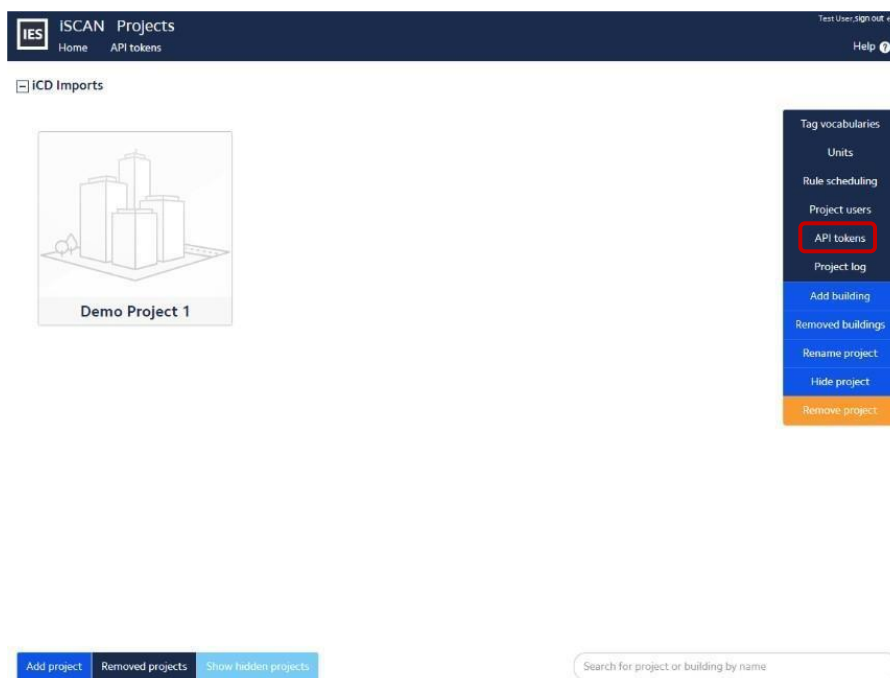 IES
iSCAN Projects
Test User, sign out
Home API tokens
Help ?
iCD Imports
Demo Project 1
Tag vocabularies
Units
Rule scheduling
Project users
API tokens
Project log
Add building
Removed buildings
Rename project
Hide project
Remove project
Add project Removed projects Show hidden projects
Search for project or building by name